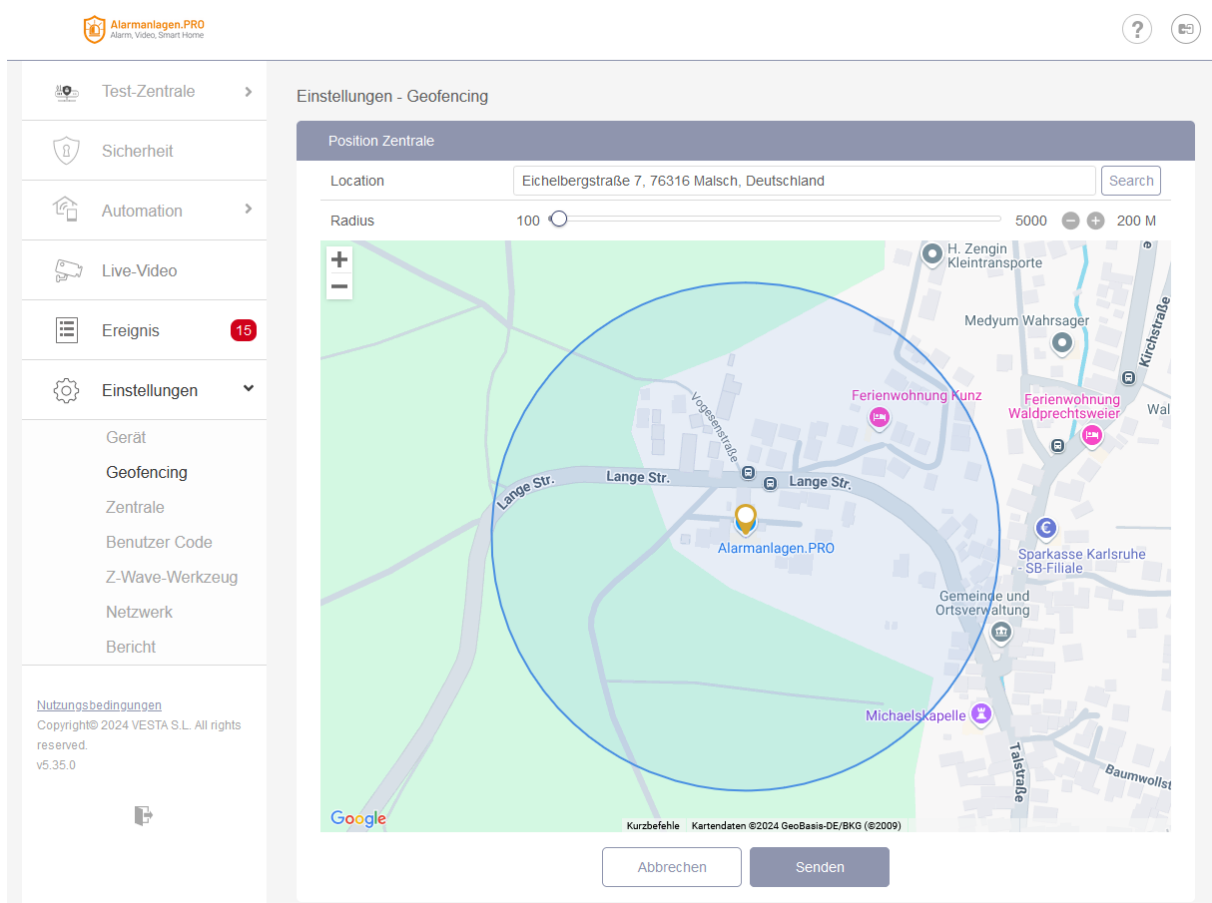 Alarmanlagen.PRO
Alarm, Video, Smart Home
?
Test-Zentrale
Sicherheit
Automation
Live-Video
Ereignis
15
Einstellungen
Gerät
Geofencing
Zentrale
Benutzer Code
Z-Wave-Werkzeug
Netzwerk
Bericht
Nutzungsbedingungen
Copyright© 2024 VESTA S.L. All rights
reserved.
v5.35.0
Einstellungen - Geofencing
Position Zentrale
Location
Eichelbergstraße 7, 76316 Malsch, Deutschland
Search
Radius
100
5000
200 M
+
−
H. Zengin
Kleintransporte
Medyum Wahrsager
Kirchstraße
Ferienwohnung Kunz
Ferienwohnung
Waldprechtsweier
Wal
Vogesenstraße
Lange Str.
Lange Str.
Lange Str.
Alarmanlagen.PRO
Sparkasse Karlsruhe
- SB-Filiale
Gemeinde und
Ortsverwaltung
Michaelskapelle
Talstraße
Baumwollst
Google
Kurzbefehle
Kartendaten ©2024 GeoBasis-DE/BKG (©2009)
Abbrechen
Senden